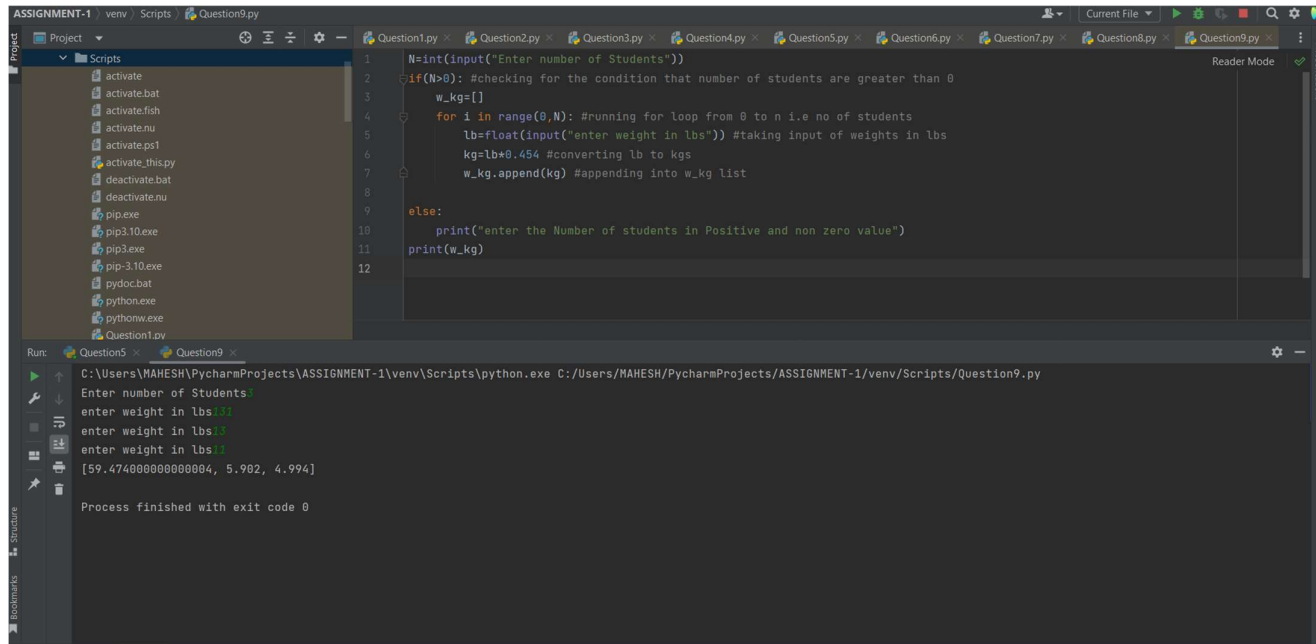 ASSIGNMENT-1 venv Scripts Question9.py Current File
Project
Project Question1.py Question2.py Question3.py Question4.py Question5.py Question6.py Question7.py Question8.py Question9.py
Scripts
activate
activate.bat
activate.fish
activate.nu
activate.ps1
activate_this.py
deactivate.bat
deactivate.nu
pip.exe
pip3.10.exe
pip3.exe
pip-3.10.exe
pydoc.bat
python.exe
pythonw.exe
Question1.py
Reader Mode
1 N=int(input("Enter number of Students"))
2 if(N>0): #checking for the condition that number of students are greater than 0
3 w_kg=[]
4 for i in range(0,N): #running for loop from 0 to n i.e no of students
5 lb=float(input("enter weight in lbs")) #taking input of weights in lbs
6 kg=lb*0.454 #converting lb to kgs
7 w_kg.append(kg) #appending into w_kg list
8
9 else:
10 print("enter the Number of students in Positive and non zero value")
11 print(w_kg)
12
Run: Question5 Question9
C:\Users\MAHESH\PycharmProjects\ASSIGNMENT-1\venv\Scripts\python.exe C:/Users/MAHESH/PycharmProjects/ASSIGNMENT-1/venv/Scripts/Question9.py
Enter number of Students3
enter weight in lbs131
enter weight in lbs13
enter weight in lbs11
[59.474000000000004, 5.902, 4.994]
Process finished with exit code 0
Structure
Bookmarks